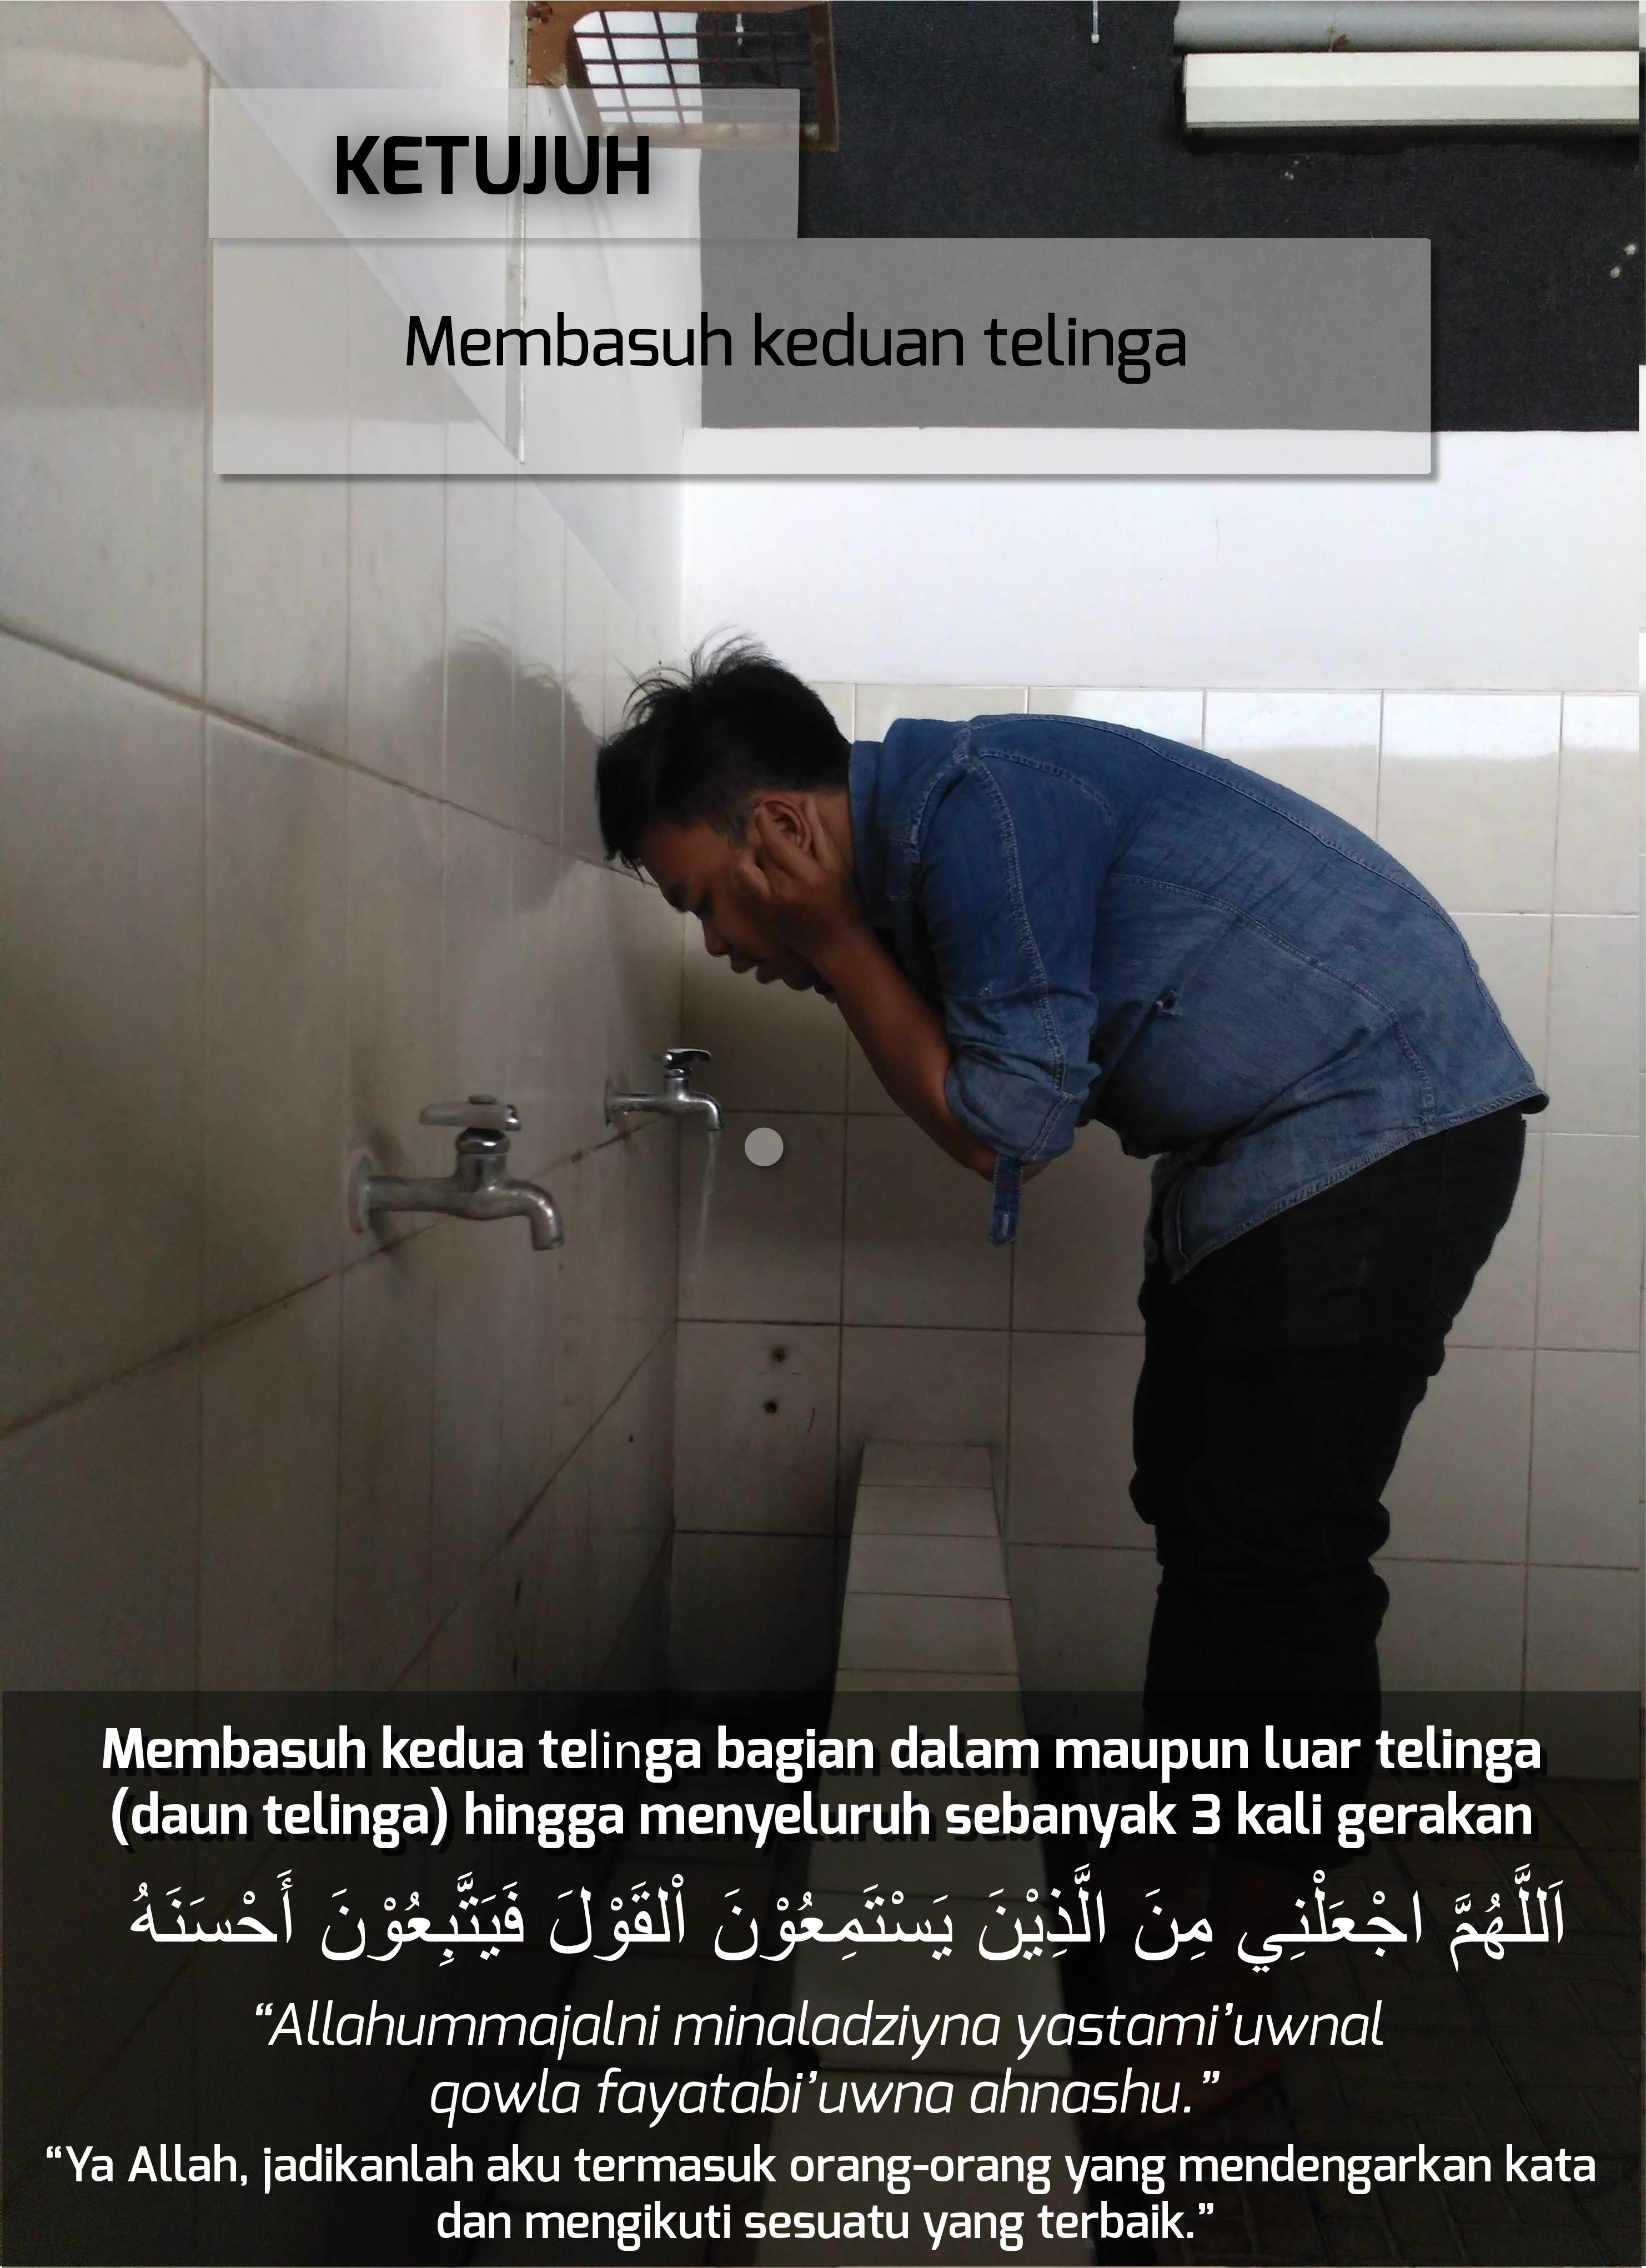 KETUJUH
Membasuh keduan telinga
Membasuh kedua telinga bagian dalam maupun luar telinga
(daun telinga) hingga menyeluruh sebanyak 3 kali gerakan
اَللَّهُمَّ اجْعَلْنِي مِنَ الَّذِيْنَ يَسْتَمِعُوْنَ اْلقَوْلَ فَيَتَّبِعُوْنَ أَحْسَنَهُ
“Allahummajalni minaladziyna yastami’uwnal
qowla fayatabi’uwna ahnashu.”
“Ya Allah, jadikanlah aku termasuk orang-orang yang mendengarkan kata
dan mengikuti sesuatu yang terbaik.”